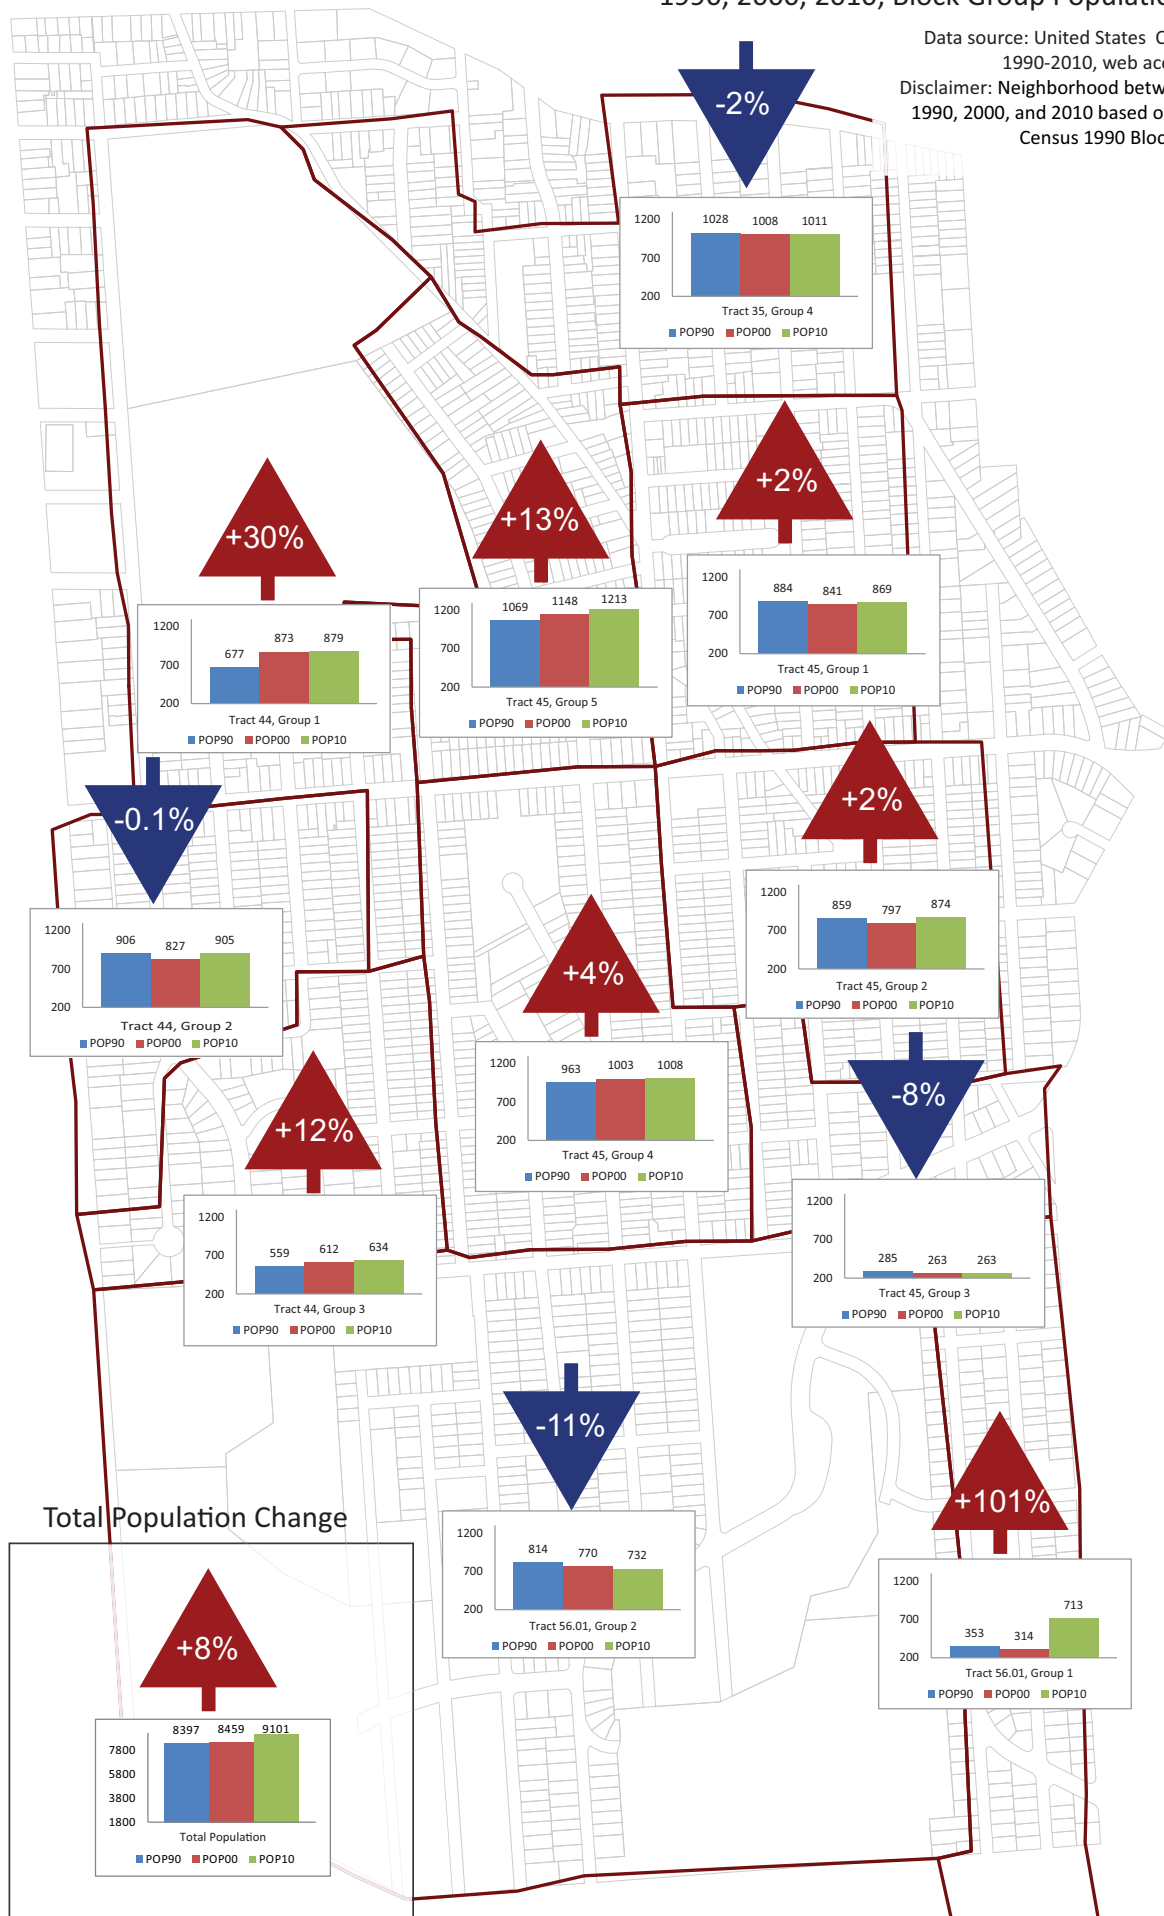 1990, 2000, 2010, Block Group Populatio
Data source: United States C
1990-2010, web acc
Disclaimer: Neighborhood betw
1990, 2000, and 2010 based o
Census 1990 Bloc
-2%
1200
700
200
1028 1008 1011
Tract 35, Group 4
POP90 POP00 POP10
+30%
1200
700
200
677 873 879
Tract 44, Group 1
POP90 POP00 POP10
+13%
1200
700
200
1069 1148 1213
Tract 45, Group 5
POP90 POP00 POP10
+2%
1200
700
200
884 841 869
Tract 45, Group 1
POP90 POP00 POP10
-0.1%
1200
700
200
906 827 905
Tract 44, Group 2
POP90 POP00 POP10
+2%
1200
700
200
859 797 874
Tract 45, Group 2
POP90 POP00 POP10
+4%
1200
700
200
963 1003 1008
Tract 45, Group 4
POP90 POP00 POP10
-8%
1200
700
200
285 263 263
Tract 45, Group 3
POP90 POP00 POP10
+12%
1200
700
200
559 612 634
Tract 44, Group 3
POP90 POP00 POP10
-11%
1200
700
200
814 770 732
Tract 56.01, Group 2
POP90 POP00 POP10
+101%
1200
700
200
353 314 713
Tract 56.01, Group 1
POP90 POP00 POP10
Total Population Change
+8%
8397 8459 9101
7800
5800
3800
1800
Total Population
POP90 POP00 POP10